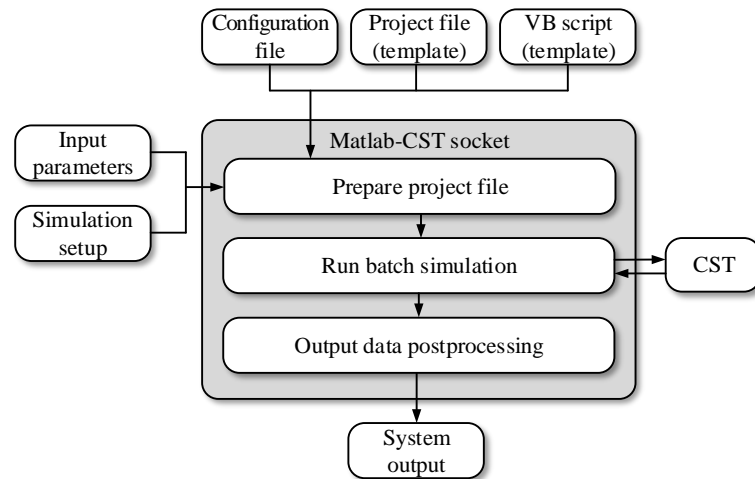 Configuration
file
Project file
(template)
VB script
(template)
Matlab-CST socket
Input
parameters
Prepare project file
Simulation
setup
Run batch simulation
CST
Output data postprocessing
System
output